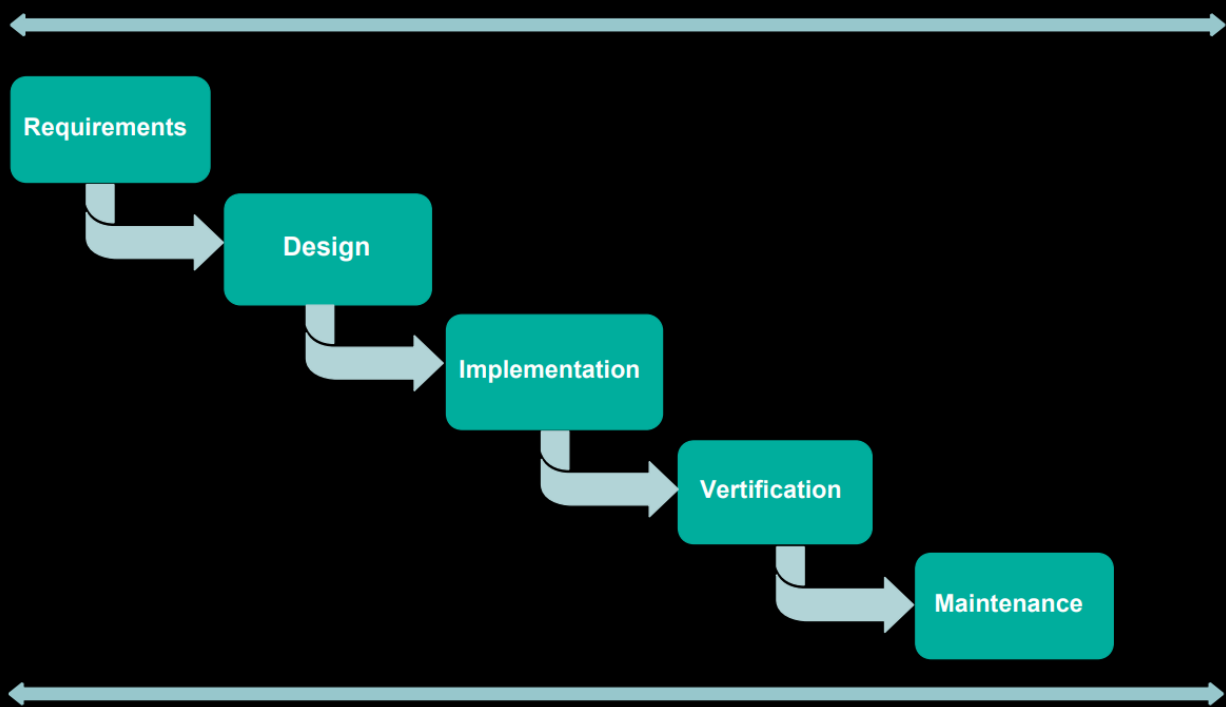 Requirements
Design
Implementation
Vertification
Maintenance